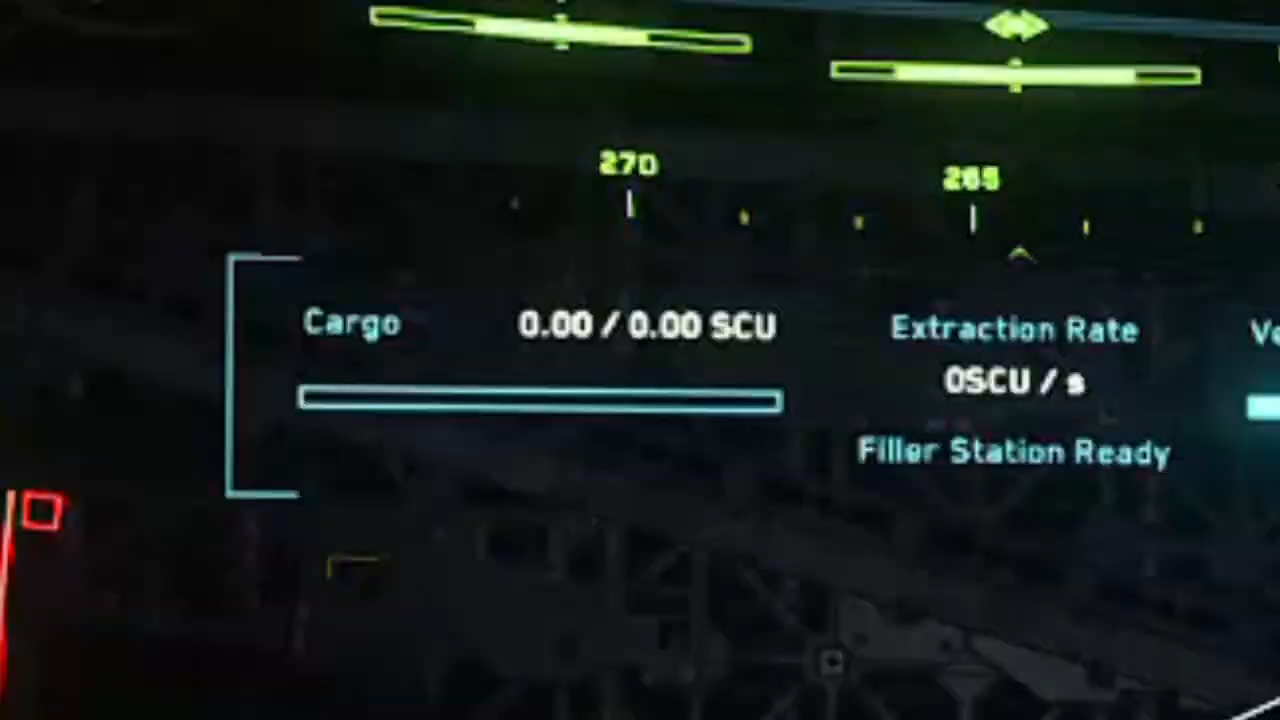 270
265
Cargo
0.00 / 0.00 SCU
Extraction Rate
0SCU / s
Filler Station Ready